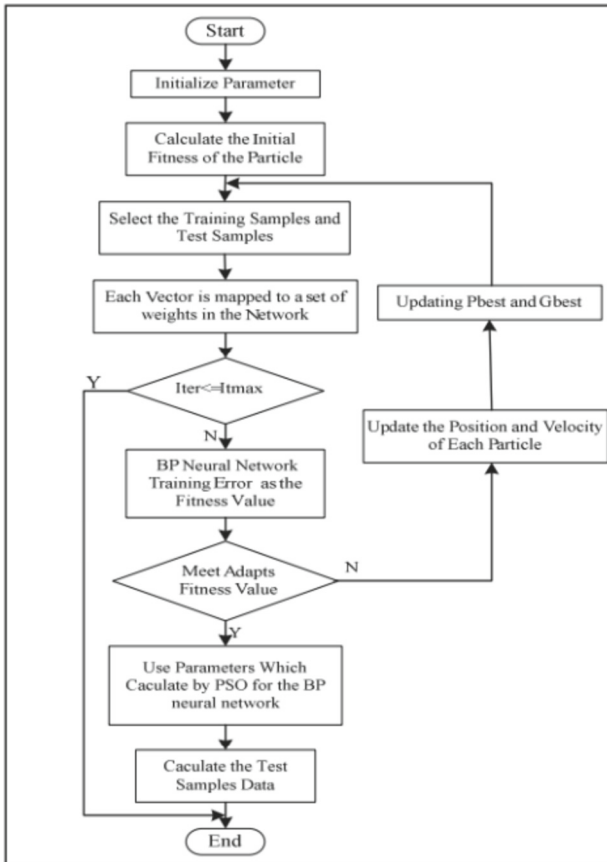 Start
Initialize Parameter
Calculate the Initial
Fitness of the Particle
Select the Training Samples and
Test Samples
Each Vector is mapped to a set of
weights in the Network
Updating Pbest and Gbest
Y
Iter<=Itmax
N
Update the Position and Velocity
of Each Particle
BP Neural Network
Training Error as the
Fitness Value
Meet Adapts
Fitness Value
N
Y
Use Parameters Which
Caculate by PSO for the BP
neural network
Caculate the Test
Samples Data
End